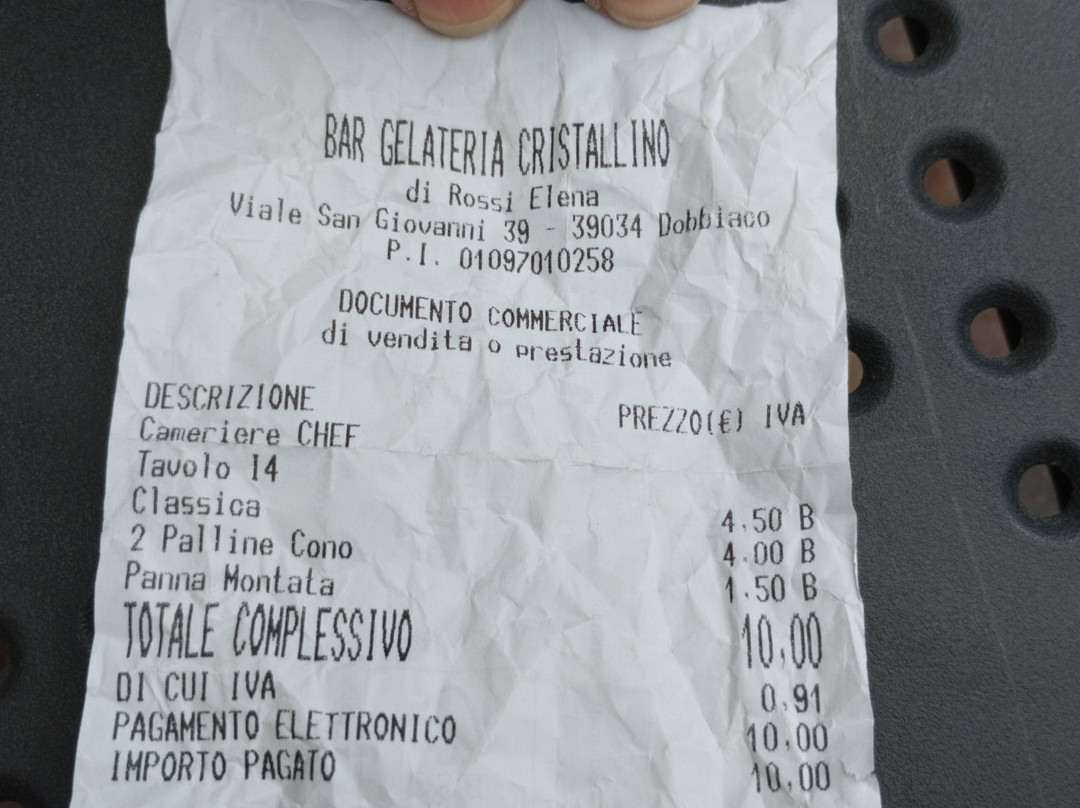 BAR GELATERIA CRISTALLINO
di Rossi Elena
Viale San Giovanni 39 - 39034 Dobbiaco
P.I. 01097010258
DOCUMENTO COMMERCIALE
di vendita o prestazione
DESCRIZIONE PREZZO(€) IVA
Cameriere CHEF
Tavolo 14
Classica 4,50 B
2 Palline Cono 4,00 B
Panna Montata 1,50 B
TOTALE COMPLESSIVO 10,00
DI CUI IVA 0,91
PAGAMENTO ELETTRONICO 10,00
IMPORTO PAGATO 10,00